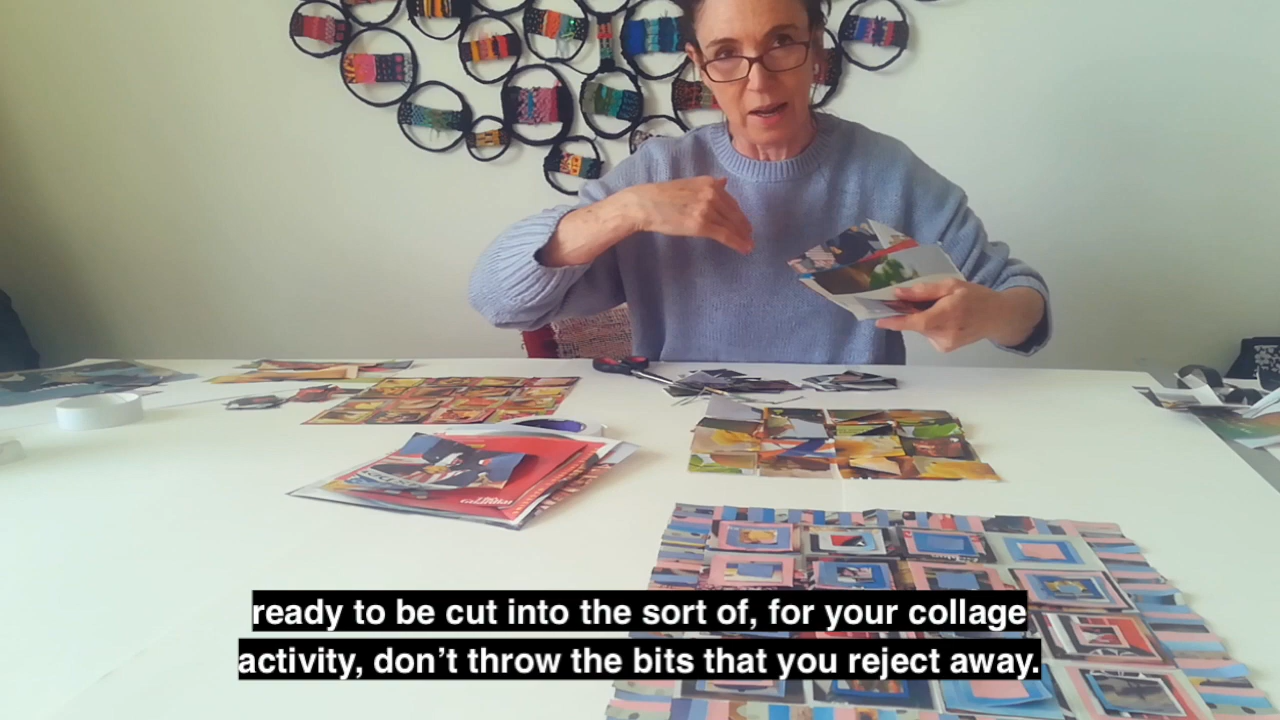 ready to be cut into the sort of, for your collage
activity, don’t throw the bits that you reject away.